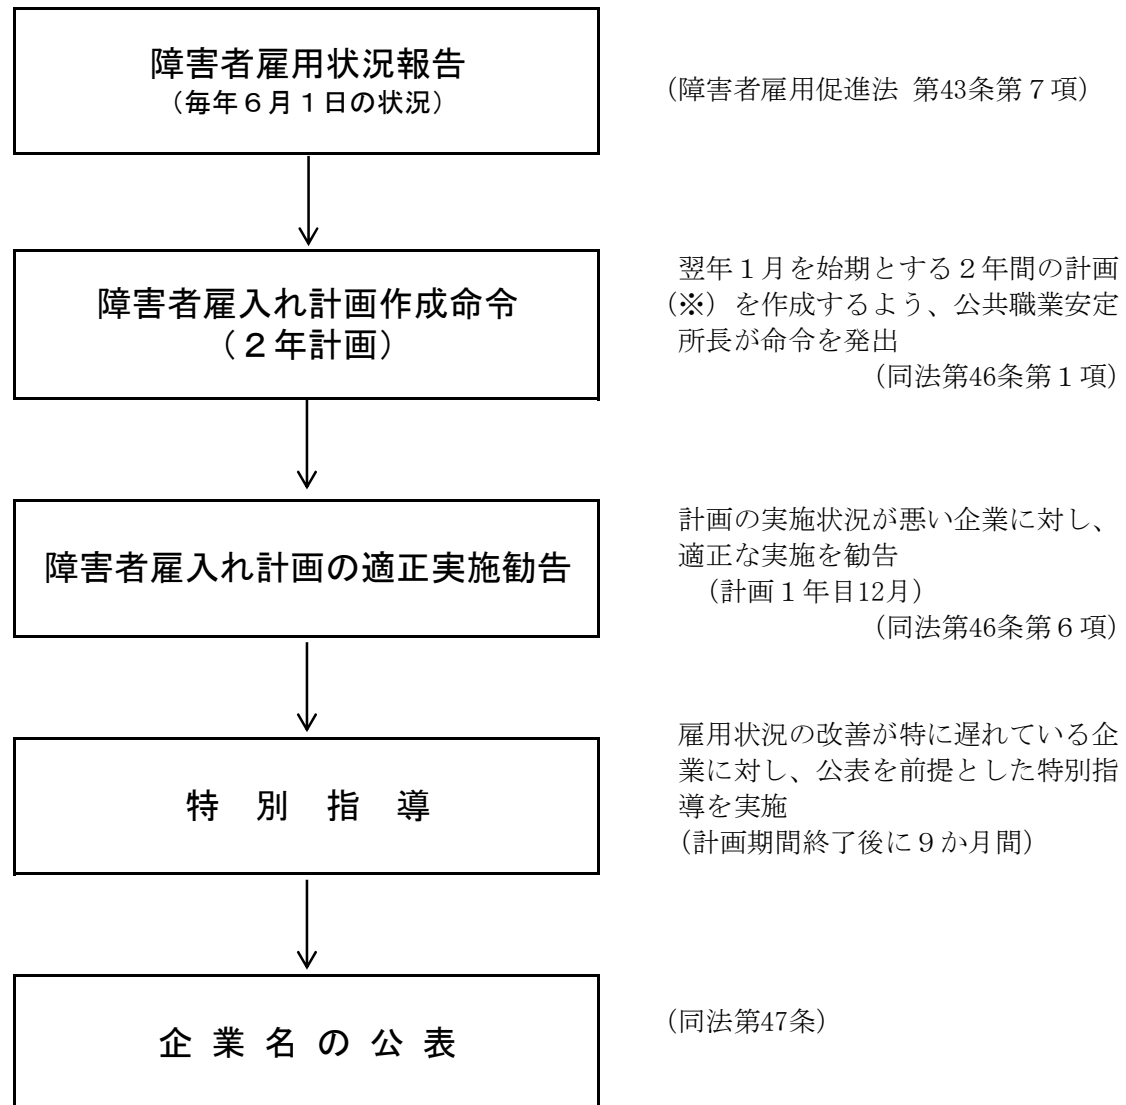 障害者雇用状況報告
（毎年６月１日の状況）
（障害者雇用促進法 第43条第７項）
障害者雇入れ計画作成命令
（２年計画）
翌年１月を始期とする２年間の計画
（※）を作成するよう、公共職業安定
所長が命令を発出
（同法第46条第１項）
障害者雇入れ計画の適正実施勧告
計画の実施状況が悪い企業に対し、
適正な実施を勧告
（計画１年目12月）
（同法第46条第６項）
特　別　指　導
雇用状況の改善が特に遅れている企
業に対し、公表を前提とした特別指
導を実施
（計画期間終了後に９か月間）
企 業 名 の 公 表
（同法第47条）